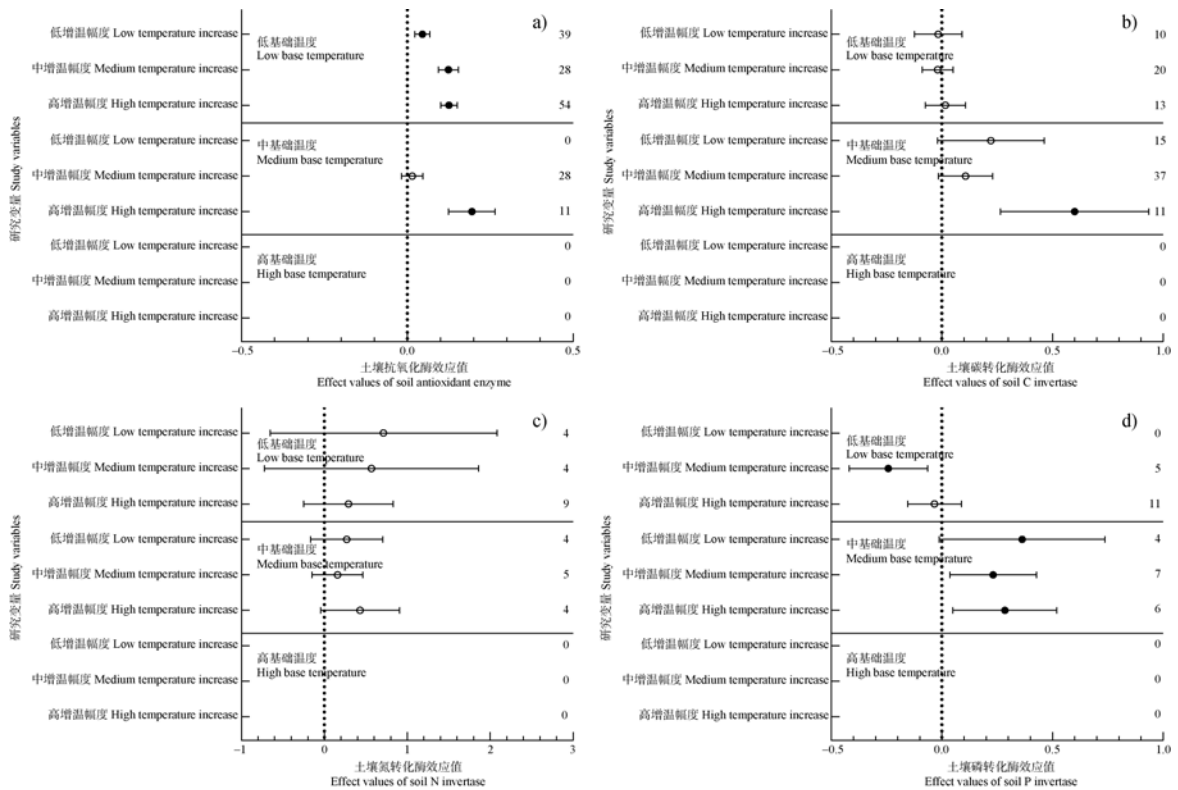 a)
低增温幅度 Low temperature increase
低基础温度
Low base temperature
39
中增温幅度 Medium temperature increase
28
高增温幅度 High temperature increase
54
低增温幅度 Low temperature increase
中基础温度
Medium base temperature
0
中增温幅度 Medium temperature increase
28
高增温幅度 High temperature increase
11
低增温幅度 Low temperature increase
高基础温度
High base temperature
0
中增温幅度 Medium temperature increase
0
高增温幅度 High temperature increase
0
研究变量 Study variables
−0.5 0.0 0.5
土壤抗氧化酶效应值
Effect values of soil antioxidant enzyme
b)
低增温幅度 Low temperature increase
低基础温度
Low base temperature
10
中增温幅度 Medium temperature increase
20
高增温幅度 High temperature increase
13
低增温幅度 Low temperature increase
中基础温度
Medium base temperature
15
中增温幅度 Medium temperature increase
37
高增温幅度 High temperature increase
11
低增温幅度 Low temperature increase
高基础温度
High base temperature
0
中增温幅度 Medium temperature increase
0
高增温幅度 High temperature increase
0
研究变量 Study variables
−0.5 0.0 0.5 1.0
土壤碳转化酶效应值
Effect values of soil C invertase
c)
低增温幅度 Low temperature increase
低基础温度
Low base temperature
4
中增温幅度 Medium temperature increase
4
高增温幅度 High temperature increase
9
低增温幅度 Low temperature increase
中基础温度
Medium base temperature
4
中增温幅度 Medium temperature increase
5
高增温幅度 High temperature increase
4
低增温幅度 Low temperature increase
高基础温度
High base temperature
0
中增温幅度 Medium temperature increase
0
高增温幅度 High temperature increase
0
研究变量 Study variables
−1 0 1 2 3
土壤氮转化酶效应值
Effect values of soil N invertase
d)
低增温幅度 Low temperature increase
低基础温度
Low base temperature
0
中增温幅度 Medium temperature increase
5
高增温幅度 High temperature increase
11
低增温幅度 Low temperature increase
中基础温度
Medium base temperature
4
中增温幅度 Medium temperature increase
7
高增温幅度 High temperature increase
6
低增温幅度 Low temperature increase
高基础温度
High base temperature
0
中增温幅度 Medium temperature increase
0
高增温幅度 High temperature increase
0
研究变量 Study variables
−0.5 0.0 0.5 1.0
土壤磷转化酶效应值
Effect values of soil P invertase